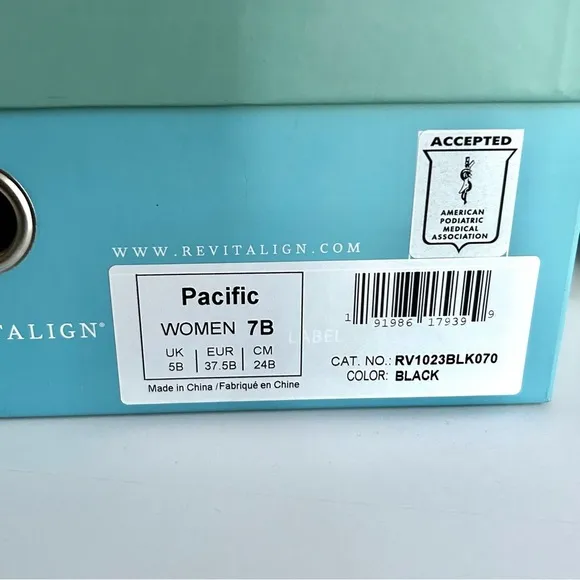 ACCEPTED
AMERICAN
PODIATRIC
MEDICAL
ASSOCIATION
WWW.REVITALIGN.COM
TALIGN®
Pacific
WOMEN 7B
UK EUR CM
5B 37.5B 24B
Made in China / Fabriqué en Chine
LABEL
1 91986 17939 9
CAT. NO.: RV1023BLK070
COLOR: BLACK